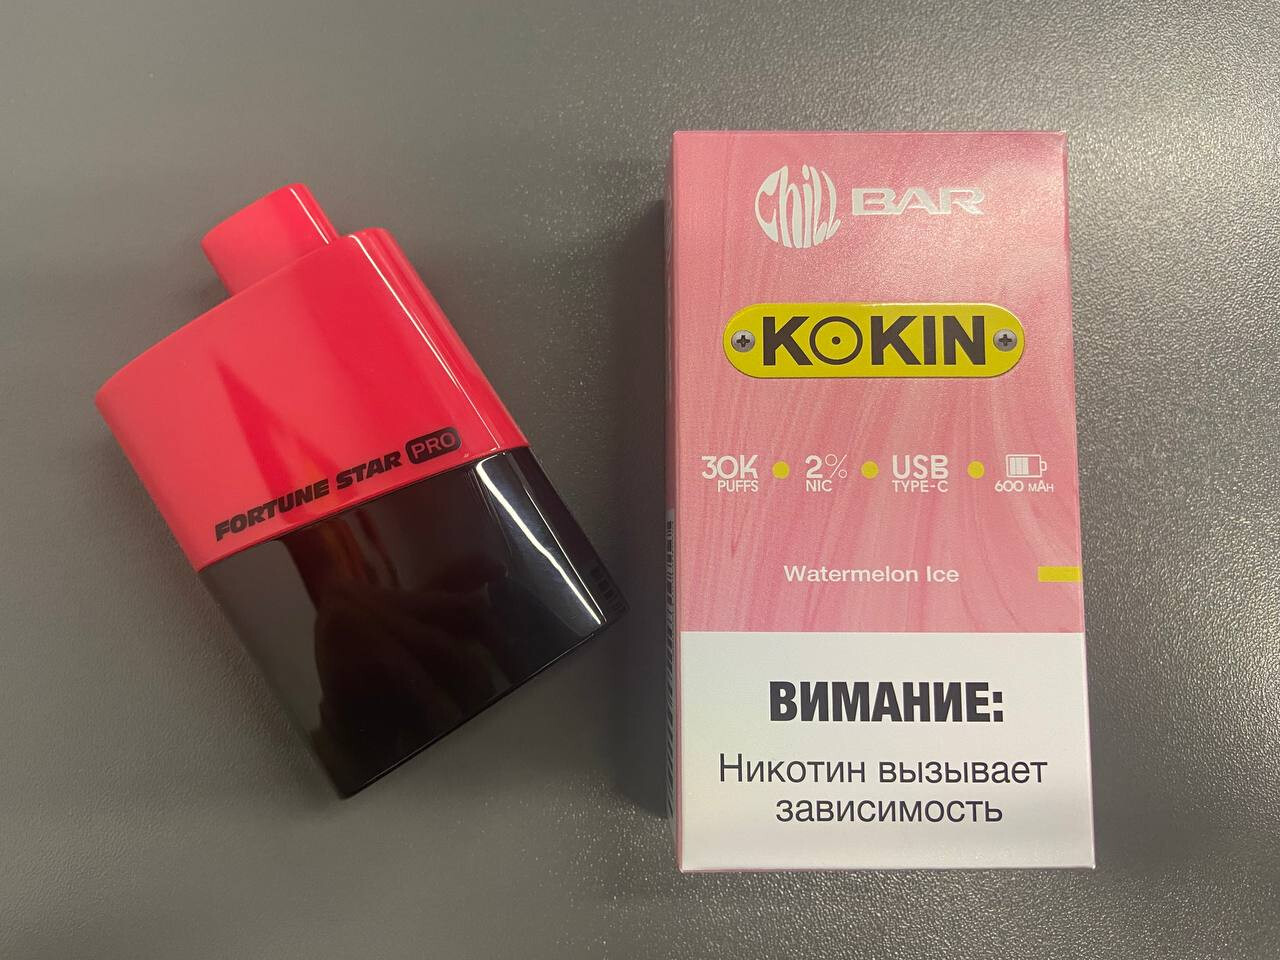 FORTUNE STAR PRO
Chill BAR
KOKIN
30K PUFFS
2% NIC
USB TYPE-C
600 mAh
Watermelon Ice
ВИМАНИЕ:
Никотин вызывает
зависимость